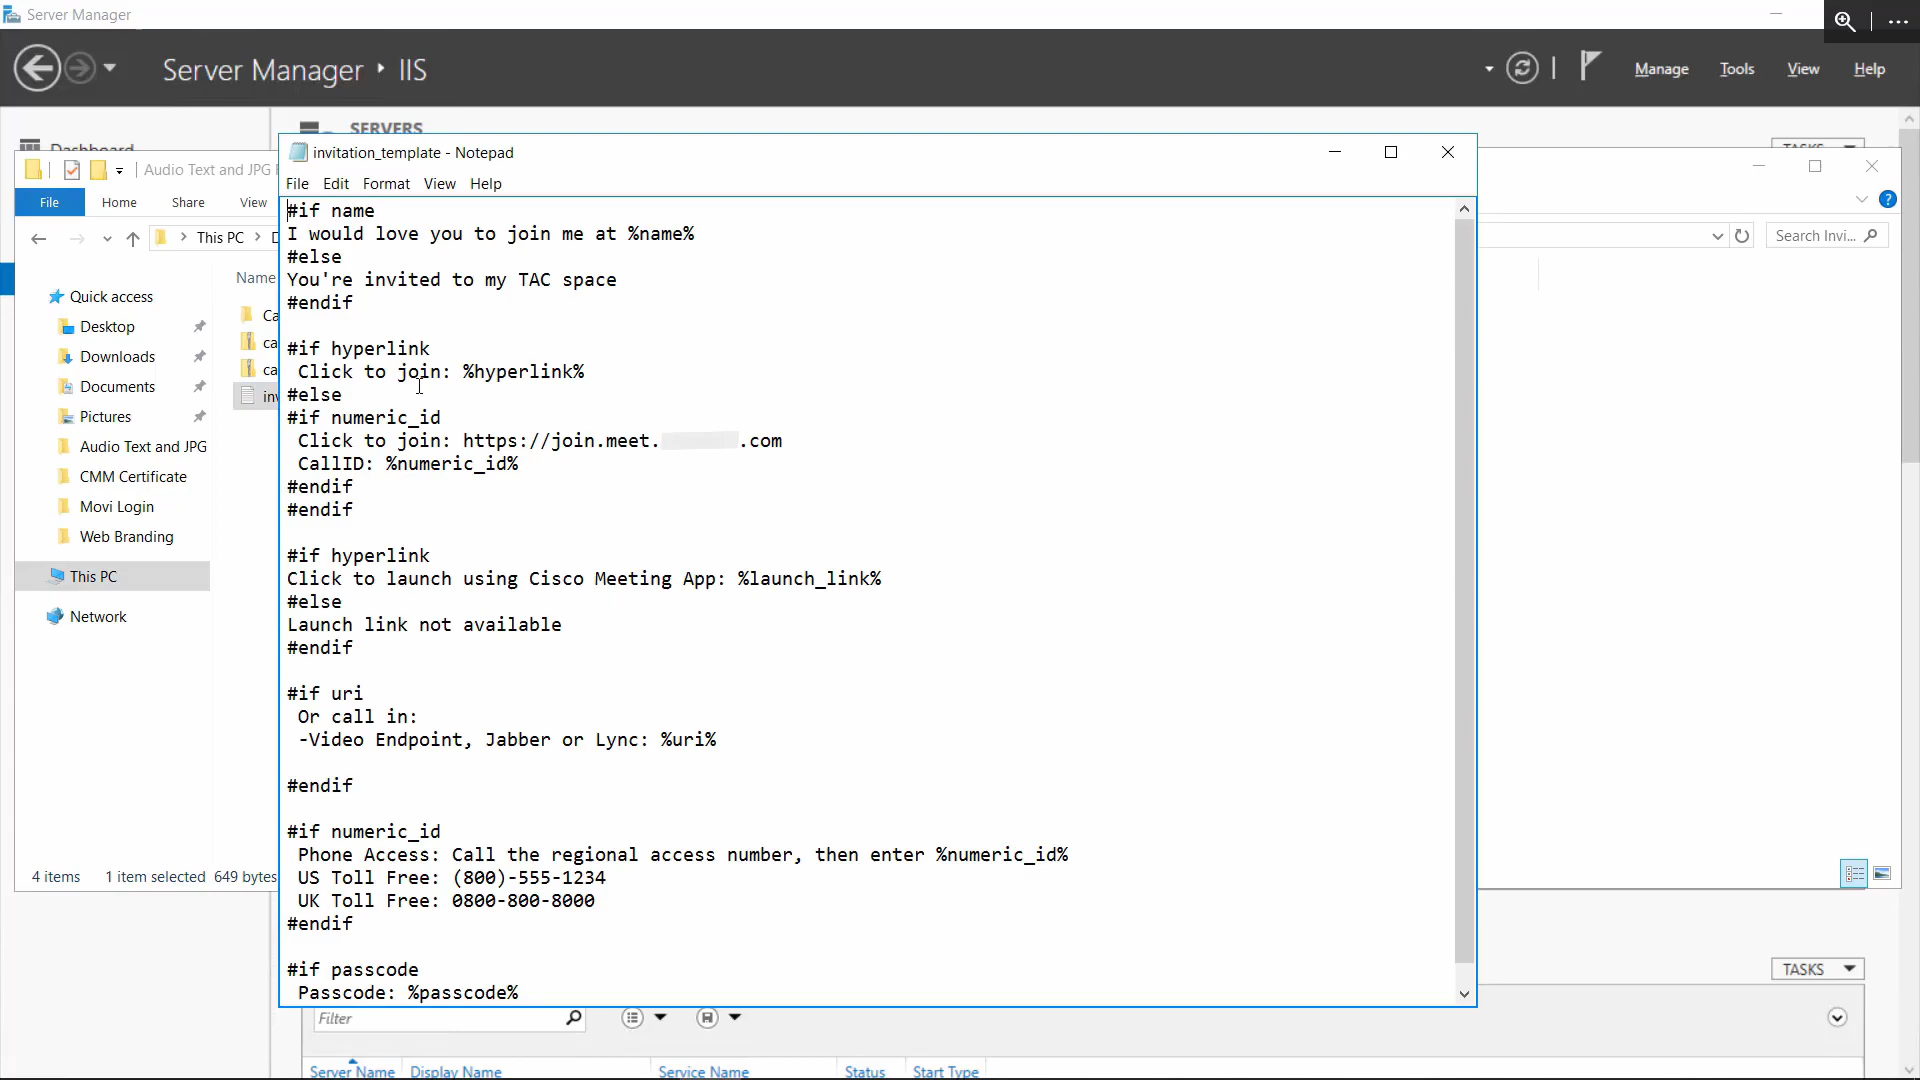 Server Manager
Server Manager ‣ IIS
Manage Tools View Help
Dashboard
SERVERS
TASKS
Audio Text and JPG
File Home Share View
This PC
Search Invi...
Name
Quick access
Desktop
Downloads
Documents
Pictures
Audio Text and JPG
CMM Certificate
Movi Login
Web Branding
This PC
Network
Ca
ca
ca
inv
4 items 1 item selected 649 bytes
invitation_template - Notepad
File Edit Format View Help
#if name
I would love you to join me at %name%
#else
You're invited to my TAC space
#endif
#if hyperlink
Click to join: %hyperlink%
#else
#if numeric_id
Click to join: https://join.meet. .com
CallID: %numeric_id%
#endif
#endif
#if hyperlink
Click to launch using Cisco Meeting App: %launch_link%
#else
Launch link not available
#endif
#if uri
Or call in:
-Video Endpoint, Jabber or Lync: %uri%
#endif
#if numeric_id
Phone Access: Call the regional access number, then enter %numeric_id%
US Toll Free: (800)-555-1234
UK Toll Free: 0800-800-8000
#endif
#if passcode
Passcode: %passcode%
TASKS
Filter
Server Name Display Name Service Name Status Start Type